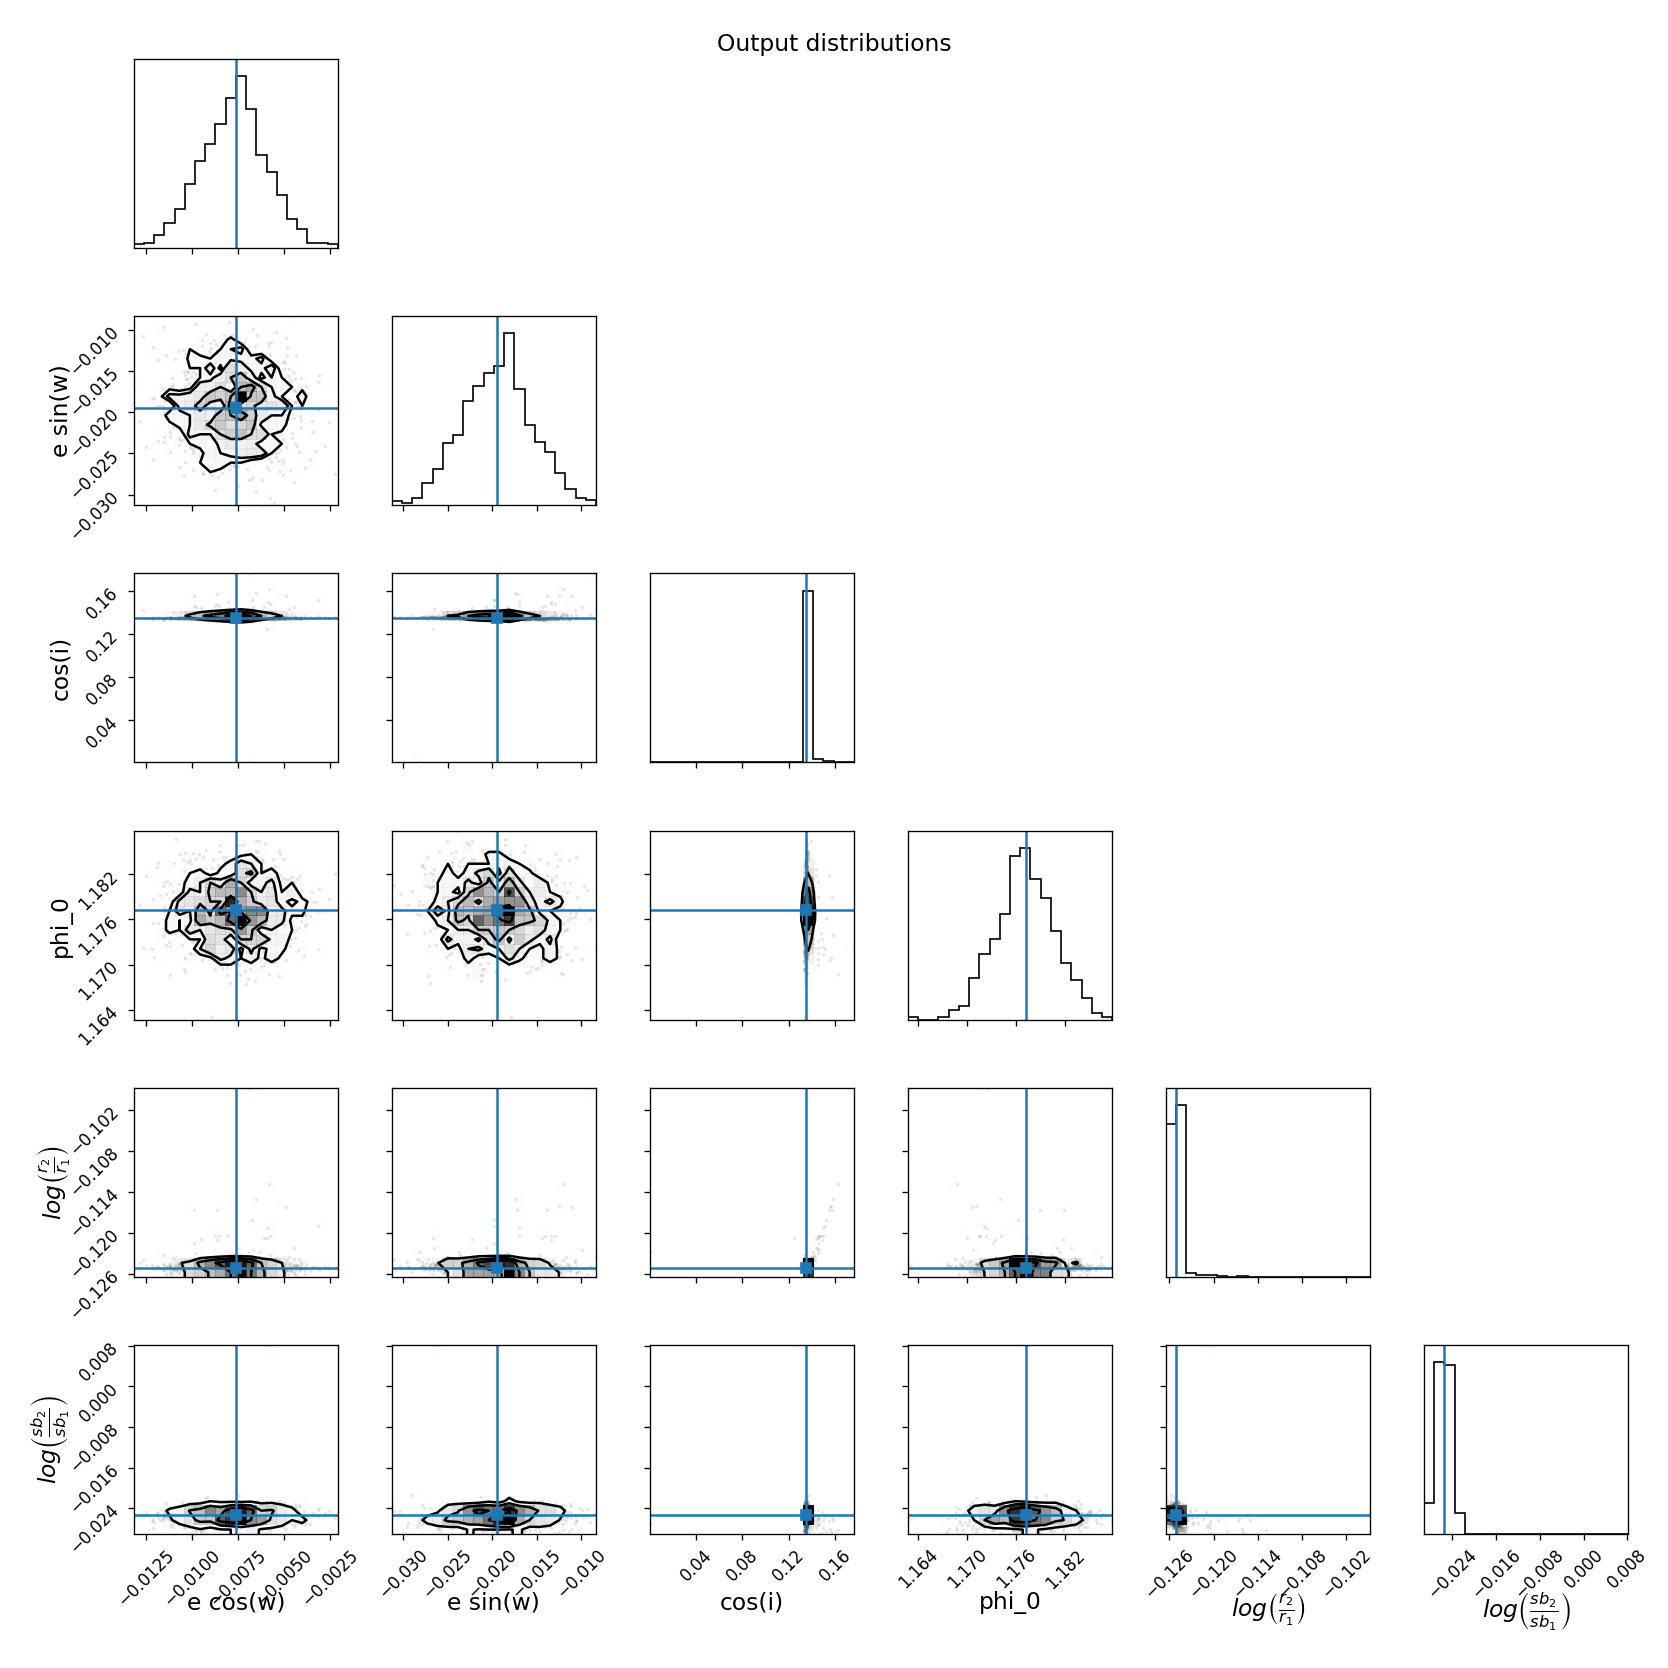 Output distributions
e sin(w)
−0.010
−0.015
−0.020
−0.025
−0.030
cos(i)
0.16
0.12
0.08
0.04
phi_0
1.182
1.176
1.170
1.164
log(r₂/r₁)
−0.102
−0.108
−0.114
−0.120
−0.126
log(sb₂/sb₁)
0.008
0.000
−0.008
−0.016
−0.024
−0.0125 −0.0100 −0.0075 −0.0050 −0.0025
−0.030 −0.025 −0.020 −0.015 −0.010
0.04 0.08 0.12 0.16
1.164 1.170 1.176 1.182
−0.126 −0.120 −0.114 −0.108 −0.102
−0.024 −0.016 −0.008 0.000 0.008
e cos(w) e sin(w) cos(i) phi_0 log(r₂/r₁) log(sb₂/sb₁)